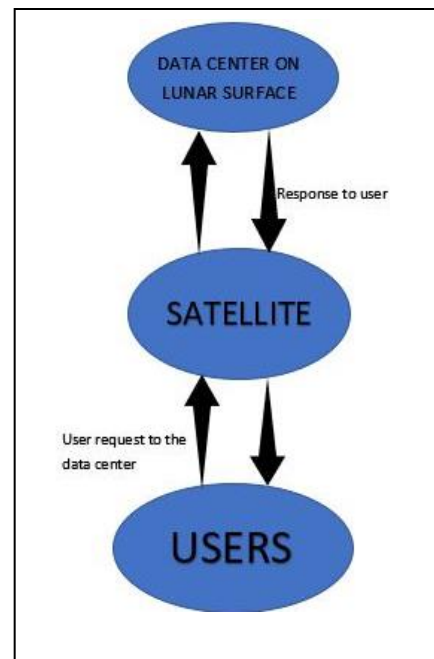 DATA CENTER ON
LUNAR SURFACE
Response to user
SATELLITE
User request to the
data center
USERS